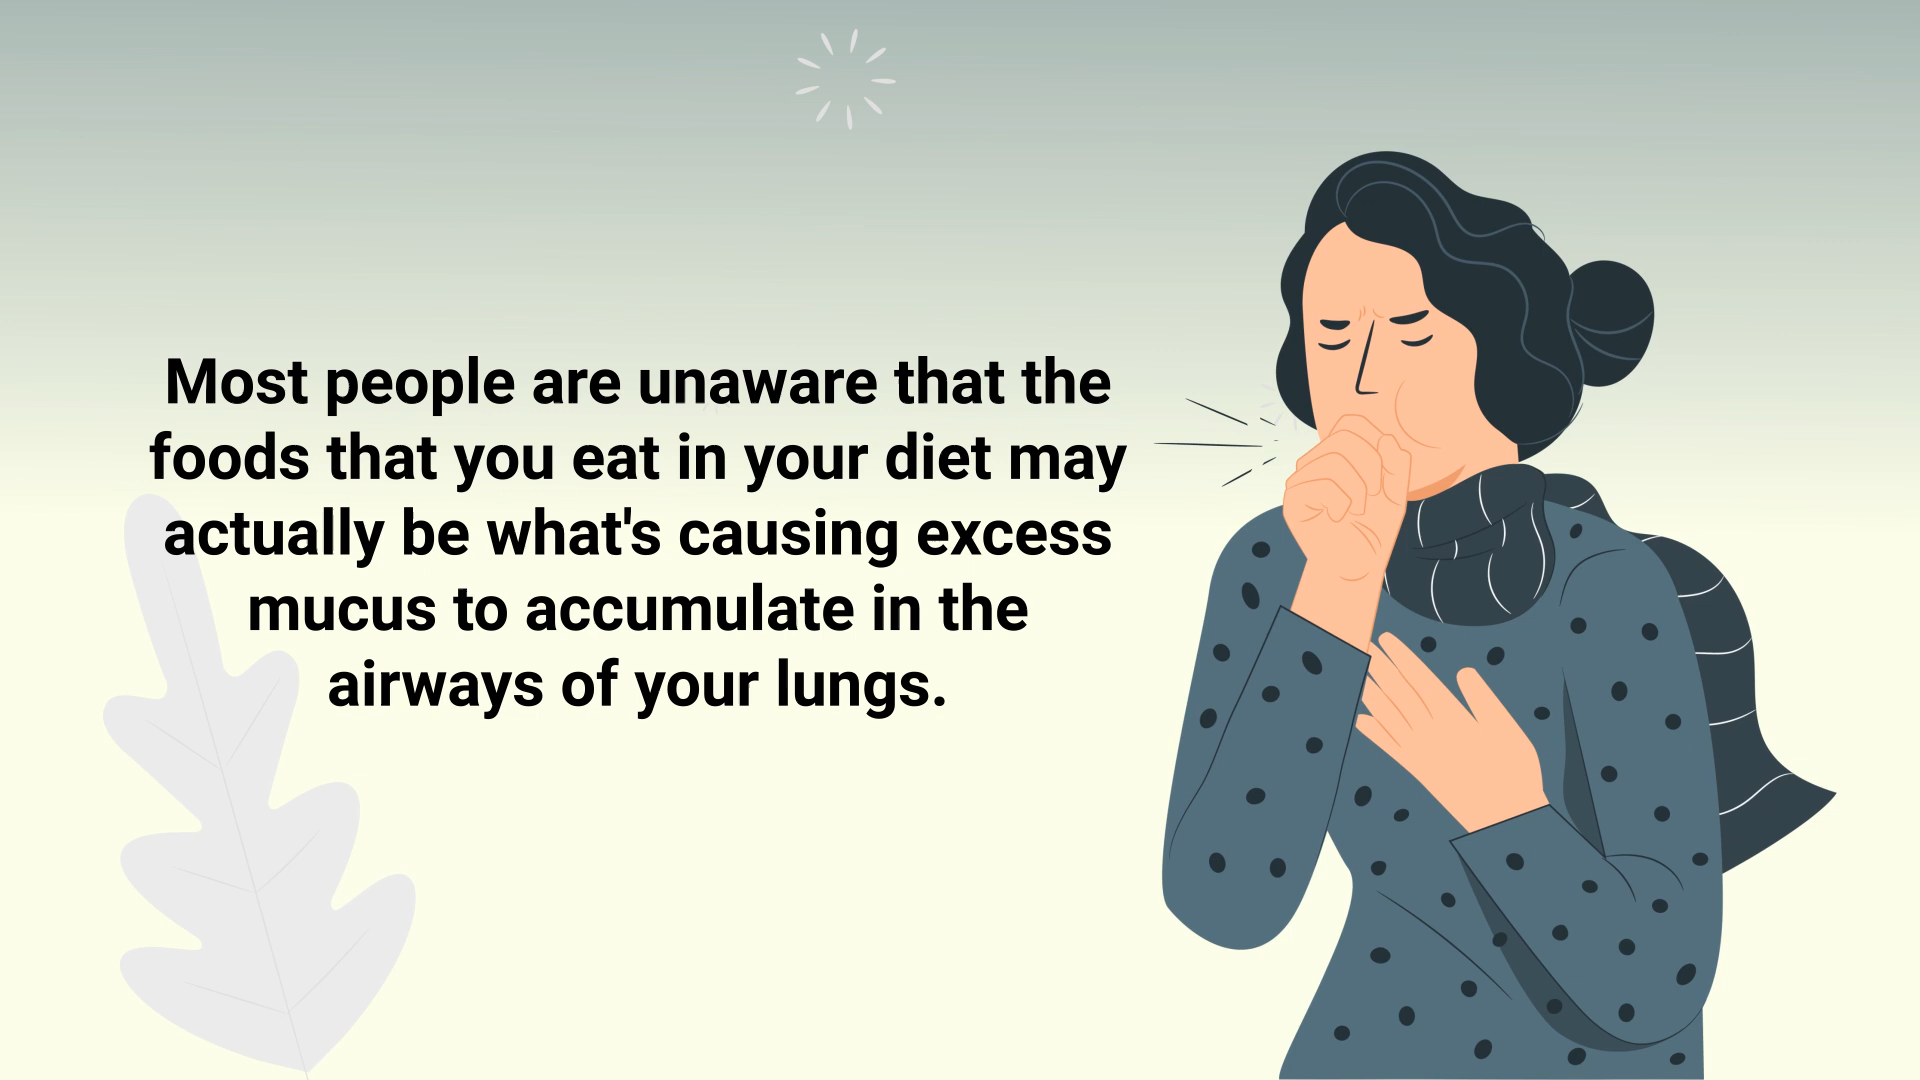 Most people are unaware that the
foods that you eat in your diet may
actually be what's causing excess
mucus to accumulate in the
airways of your lungs.